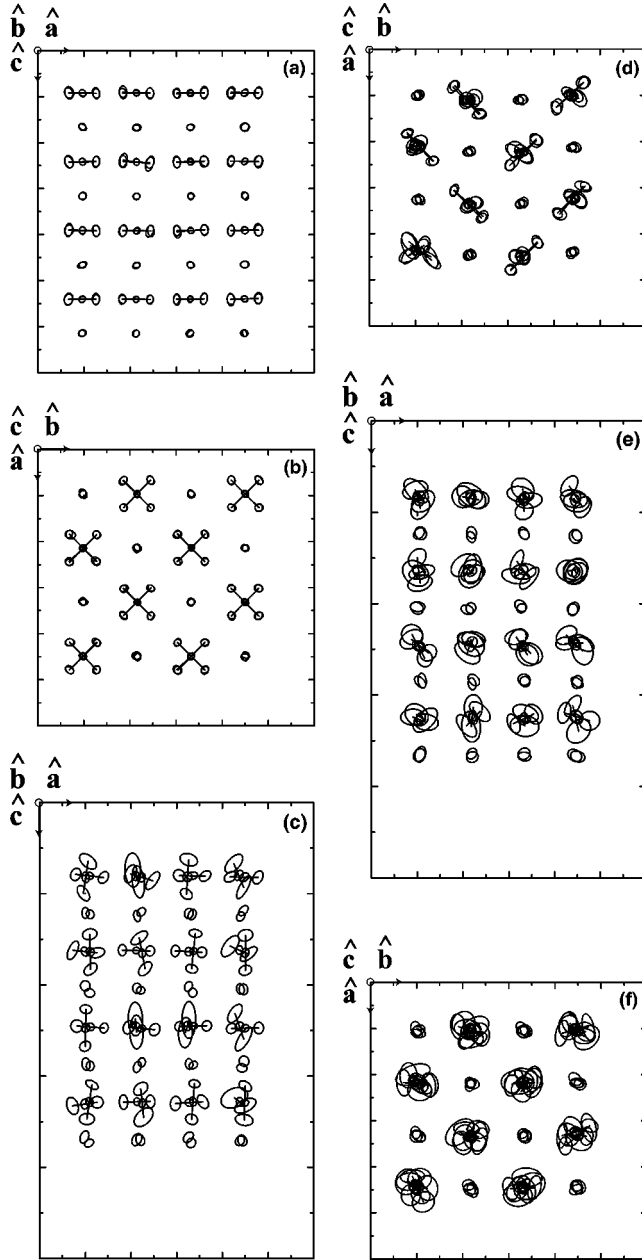 b̂ â
ĉ
(a)
ĉ b̂
â
(b)
b̂ â
ĉ
(c)
ĉ b̂
â
(d)
b̂ â
ĉ
(e)
ĉ b̂
â
(f)